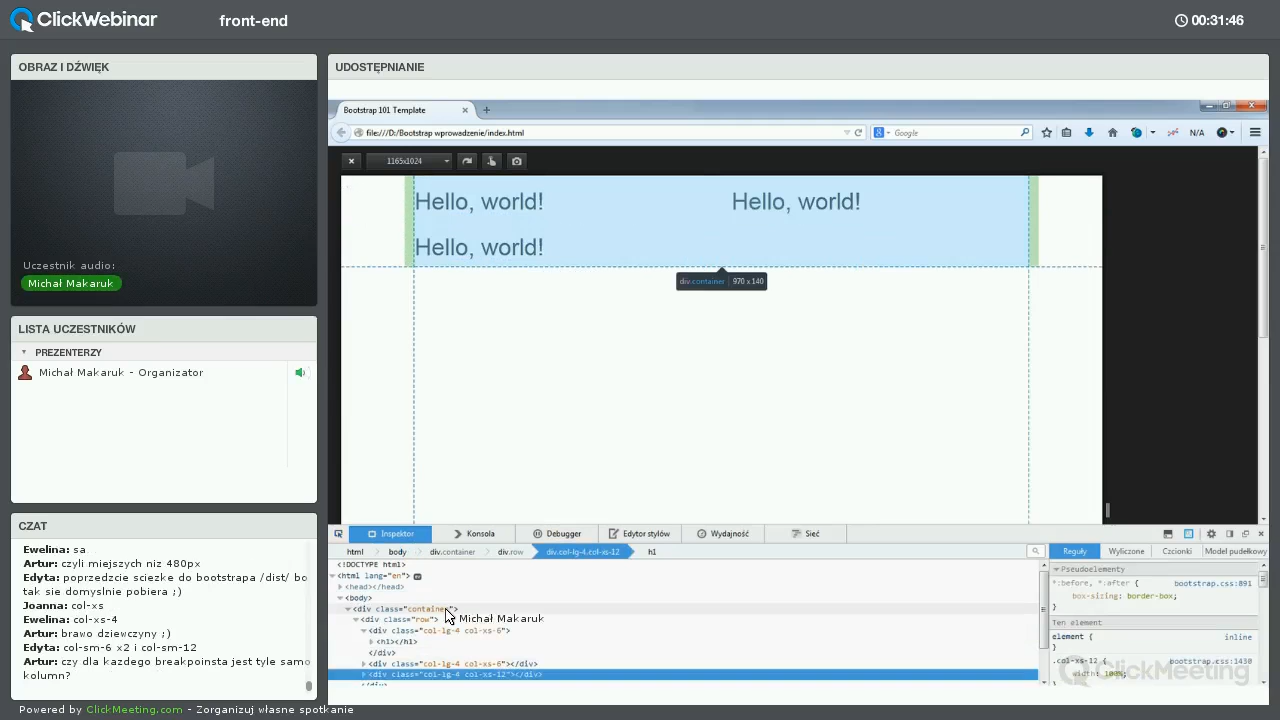 ClickWebinar
front-end
00:31:46
OBRAZ I DŹWIĘK
Uczestnik audio:
Michał Makaruk
LISTA UCZESTNIKÓW
PREZENTERZY
Michał Makaruk - Organizator
CZAT
Ewelina: sa
Artur: czyli miejszych niz 480px
Edyta: poprzedz sciezke do bootstrapa /dist/ bo
tak sie domyslnie pobiera ;)
Joanna: col-xs
Ewelina: col-xs-4
Artur: brawo dziewczyny ;)
Edyta: col-sm-6 x2 i col-sm-12
Artur: czy dla kazdego breakpoinsta jest tyle samo
kolumn?
Powered by ClickMeeting.com - Zorganizuj własne spotkanie
UDOSTĘPNIANIE
Bootstrap 101 Template
file:///D:/Bootstrap wprowadzenie/index.html
Google
N/A
1165x1024
Hello, world! Hello, world!
Hello, world!
div.container 970 x 140
Inspektor Konsola Debugger Edytor stylów Wydajność Sieć
html body div.container div.row div.col-lg-4.col-xs-12 h1
Reguły Wyliczone Czcionki Model pudełkowy
<!DOCTYPE html>
<html lang="en">
<head></head>
<body>
<div class="container">
<div class="row">
Michał Makaruk
<div class="col-lg-4 col-xs-6">
<h1></h1>
</div>
<div class="col-lg-4 col-xs-6"></div>
<div class="col-lg-4 col-xs-12"></div>
</div>
Pseudoelementy
*:before, *:after { bootstrap.css:891
box-sizing: border-box;
}
Ten element
element { inline
}
.col-xs-12 { bootstrap.css:1430
width: 100%;
ClickMeeting